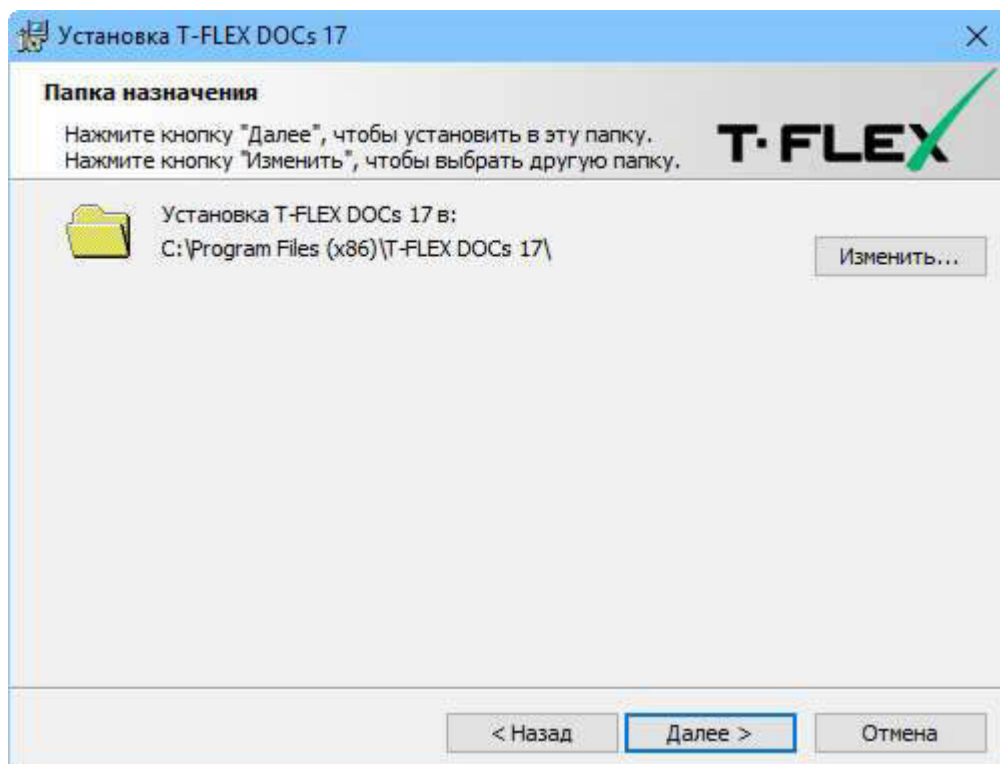 Установка T-FLEX DOCs 17
Папка назначения
Нажмите кнопку "Далее", чтобы установить в эту папку.
Нажмите кнопку "Изменить", чтобы выбрать другую папку.
T-FLEX
Установка T-FLEX DOCs 17 в:
C:\Program Files (x86)\T-FLEX DOCs 17\
Изменить...
< Назад
Далее >
Отмена